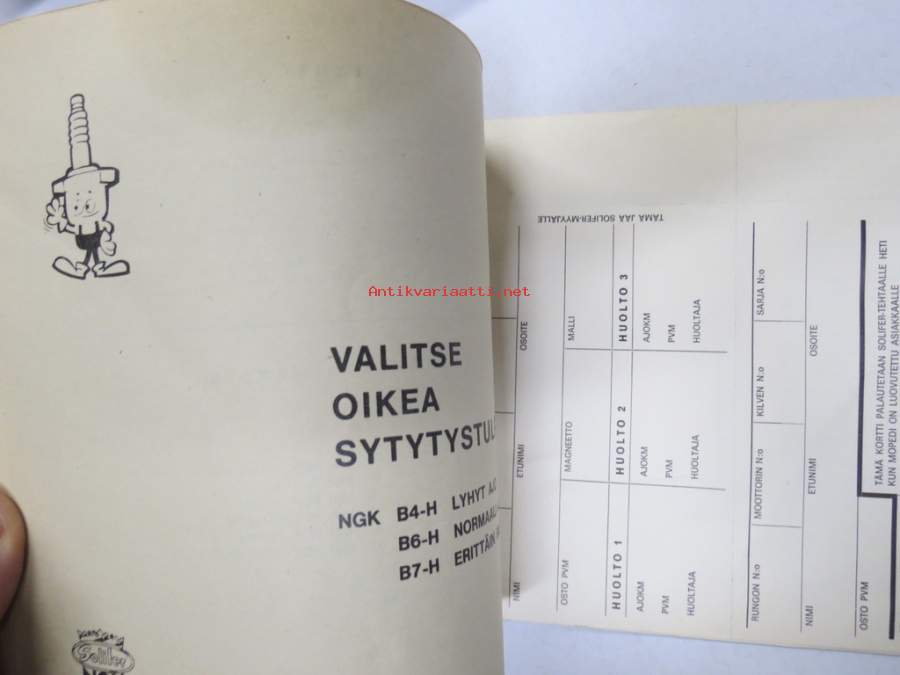 Antikvariaatti.net
VALITSE
OIKEA
NGK B4-H LYHYT
B6-H
B7-H ERITTÄIN
Solifer
TÄMÄ JÄÄ SOLIFER-MYYJÄLLE
NIMI ETUNIMI OSOITE
OSTO PVM MAGNEETTO MALLI
HUOLTO 1 HUOLTO 2 HUOLTO 3
AJOKM AJOKM AJOKM
PVM PVM PVM
HUOLTAJA HUOLTAJA HUOLTAJA
RUNGON N:o MOOTTORIN N:o KILVEN N:o SARJA N:o
NIMI ETUNIMI OSOITE
OSTO PVM
TÄMÄ KORTTI PALAUTETAAN SOLIFER-TEHTAALLE HETI
KUN MOPEDI ON LUOVUTETTU ASIAKKAALLE